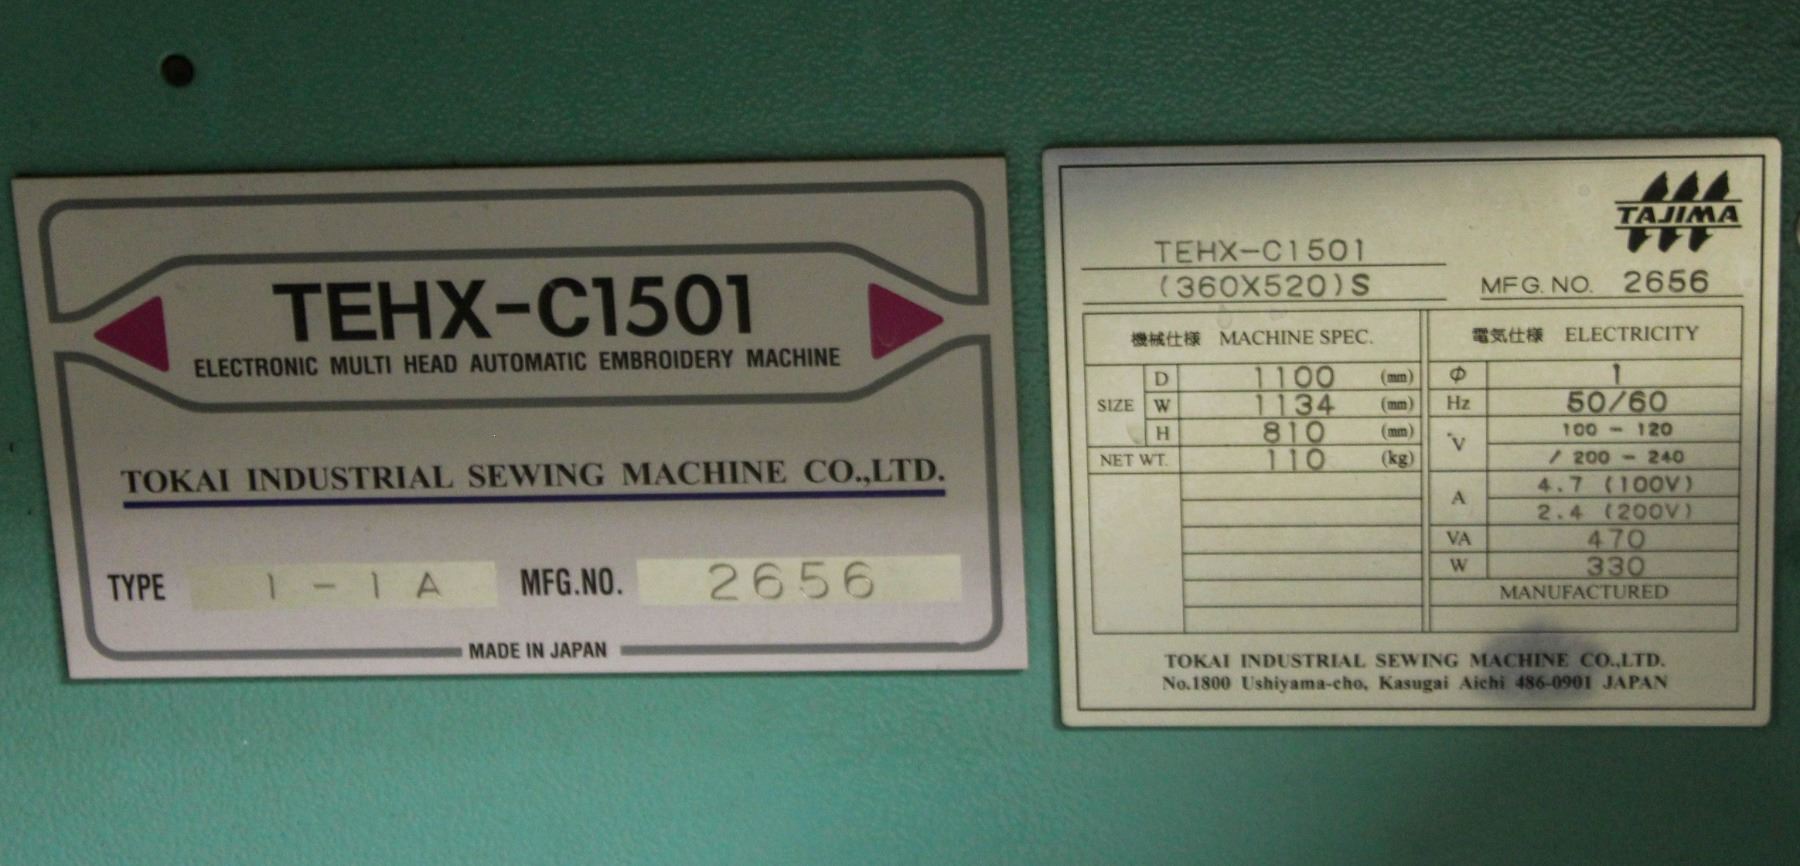 TEHX-C1501
ELECTRONIC MULTI HEAD AUTOMATIC EMBROIDERY MACHINE
TOKAI INDUSTRIAL SEWING MACHINE CO.,LTD.
TYPE 1-1A MFG.NO. 2656
MADE IN JAPAN
TAJIMA
TEHX-C1501
(360X520)S MFG. NO. 2656
機械仕様 MACHINE SPEC. 電気仕様 ELECTRICITY
SIZE D 1100 (mm) Φ 1
W 1134 (mm) Hz 50/60
H 810 (mm) V 100 - 120
NET WT. 110 (kg) / 200 - 240
A 4.7 (100V)
2.4 (200V)
VA 470
W 330
MANUFACTURED
TOKAI INDUSTRIAL SEWING MACHINE CO.,LTD.
No.1800 Ushiyama-cho, Kasugai Aichi 486-0901 JAPAN